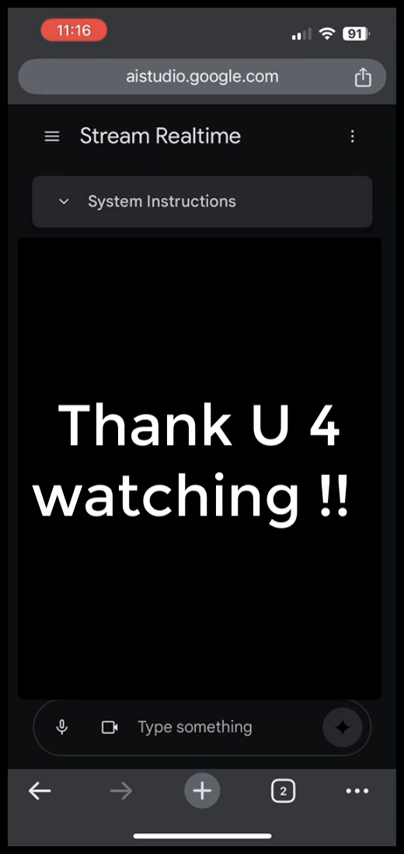 11:16
91
aistudio.google.com
Stream Realtime
System Instructions
Thank U 4
watching !!
Type something
2